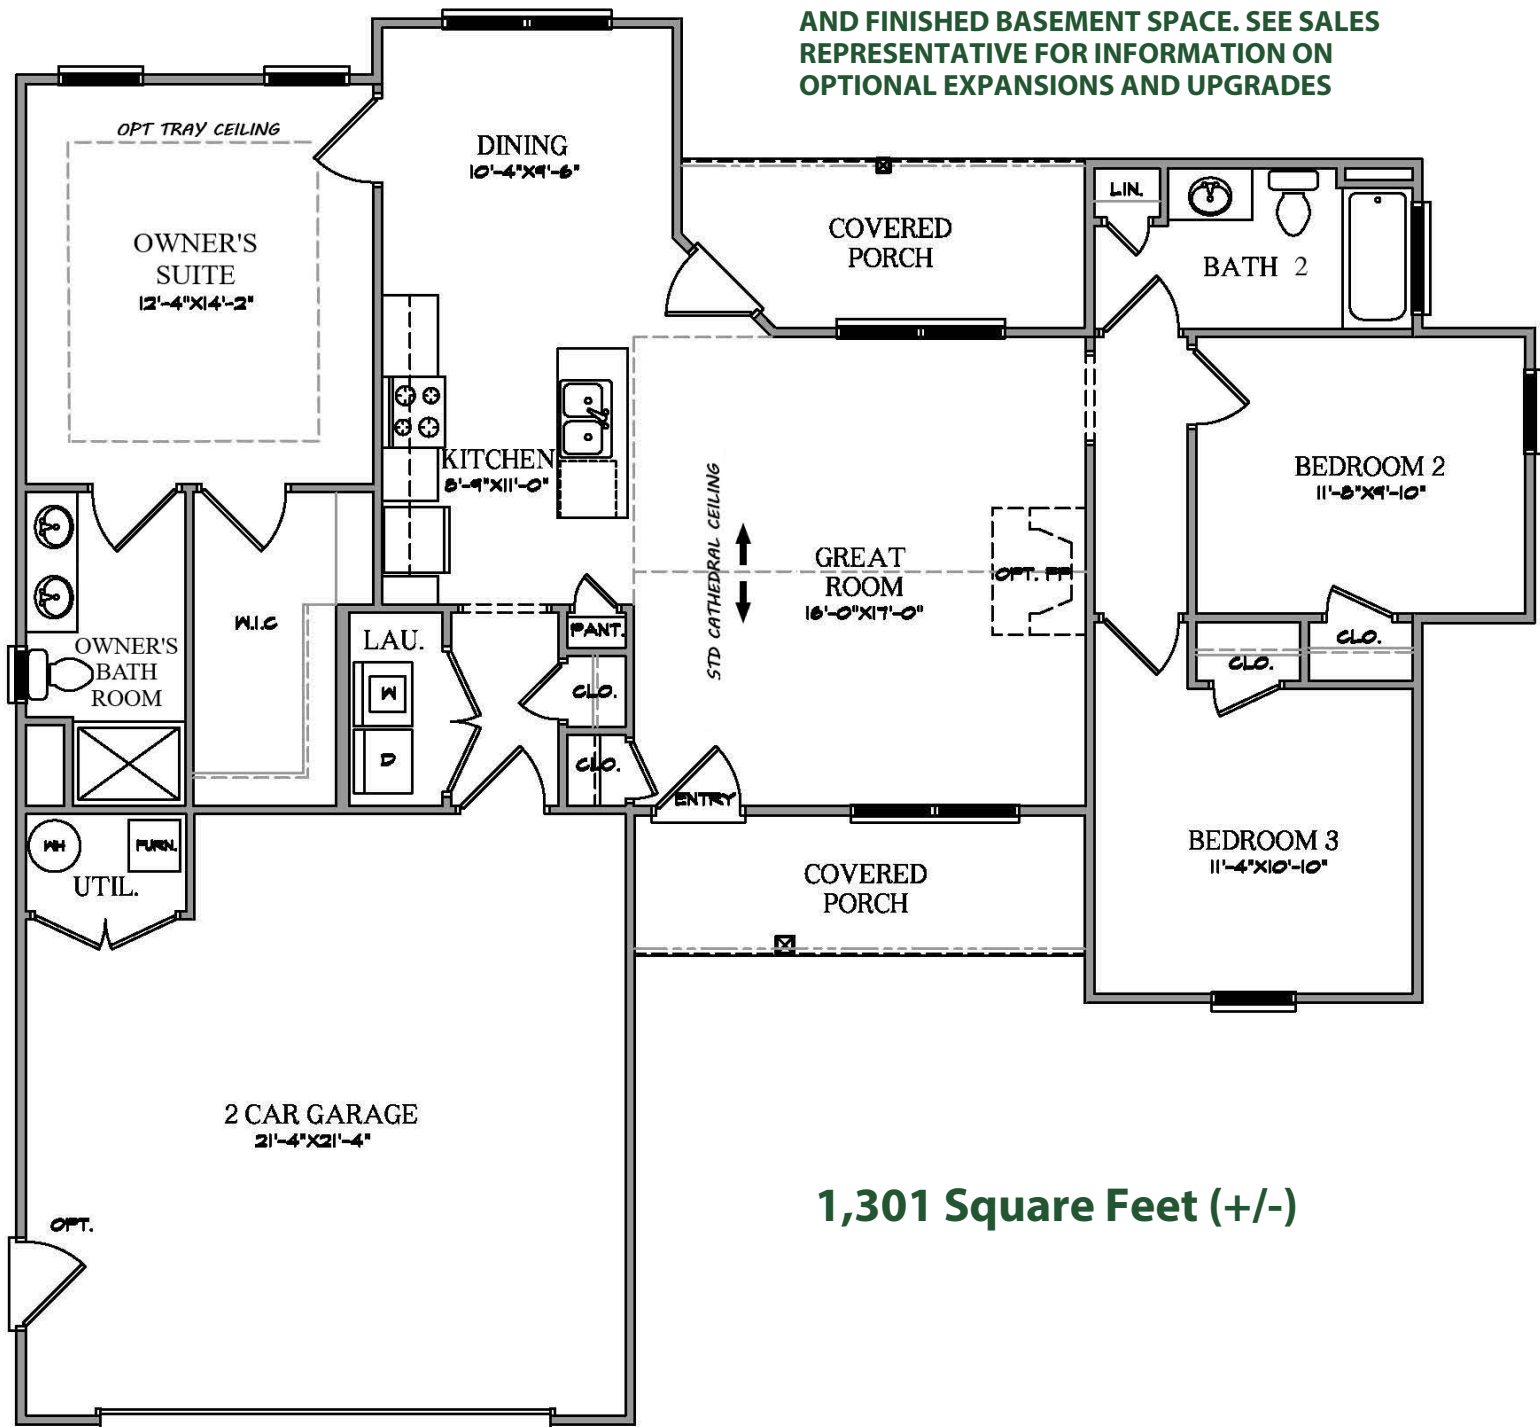 AND FINISHED BASEMENT SPACE. SEE SALES
REPRESENTATIVE FOR INFORMATION ON
OPTIONAL EXPANSIONS AND UPGRADES
OPT TRAY CEILING
DINING
10'-4"X9'-6"
OWNER'S
SUITE
12'-4"X14'-2"
COVERED
PORCH
LIN.
BATH 2
KITCHEN
8'-9"X11'-0"
STD CATHEDRAL CEILING
GREAT
ROOM
16'-0"X17'-0"
OPT. FP
BEDROOM 2
11'-8"X9'-10"
W.I.C
OWNER'S
BATH
ROOM
LAU.
W
D
PANT.
CLO.
CLO.
CLO.
CLO.
ENTRY
WH
FURN.
UTIL.
COVERED
PORCH
BEDROOM 3
11'-4"X10'-10"
2 CAR GARAGE
21'-4"X21'-4"
OPT.
1,301 Square Feet (+/-)